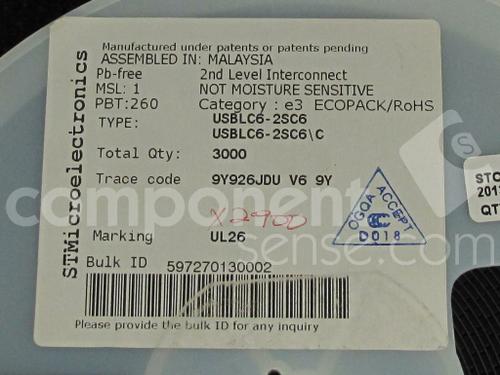 STMicroelectronics
Manufactured under patents or patents pending
ASSEMBLED IN: MALAYSIA
Pb-free 2nd Level Interconnect
MSL: 1 NOT MOISTURE SENSITIVE
PBT:260 Category : e3 ECOPACK/RoHS
TYPE: USBLC6-2SC6
USBLC6-2SC6\C
Total Qty: 3000
Trace code 9Y926JDU V6 9Y
X2900
Marking UL26
OGQA ACCEPT
D018
Bulk ID 597270130002
Please provide the bulk ID for any inquiry
componentsense.com
STO
201
QT